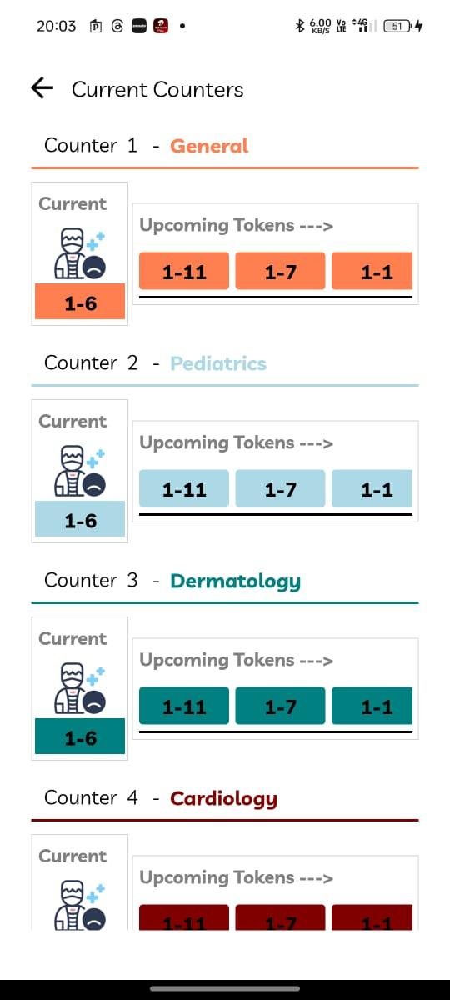 20:03 6.00 KB/S Vo LTE 4G 51
Current Counters
Counter 1 - General
Current
Upcoming Tokens --->
1-11 1-7 1-1
1-6
Counter 2 - Pediatrics
Current
Upcoming Tokens --->
1-11 1-7 1-1
1-6
Counter 3 - Dermatology
Current
Upcoming Tokens --->
1-11 1-7 1-1
1-6
Counter 4 - Cardiology
Current
Upcoming Tokens --->
1-11 1-7 1-1